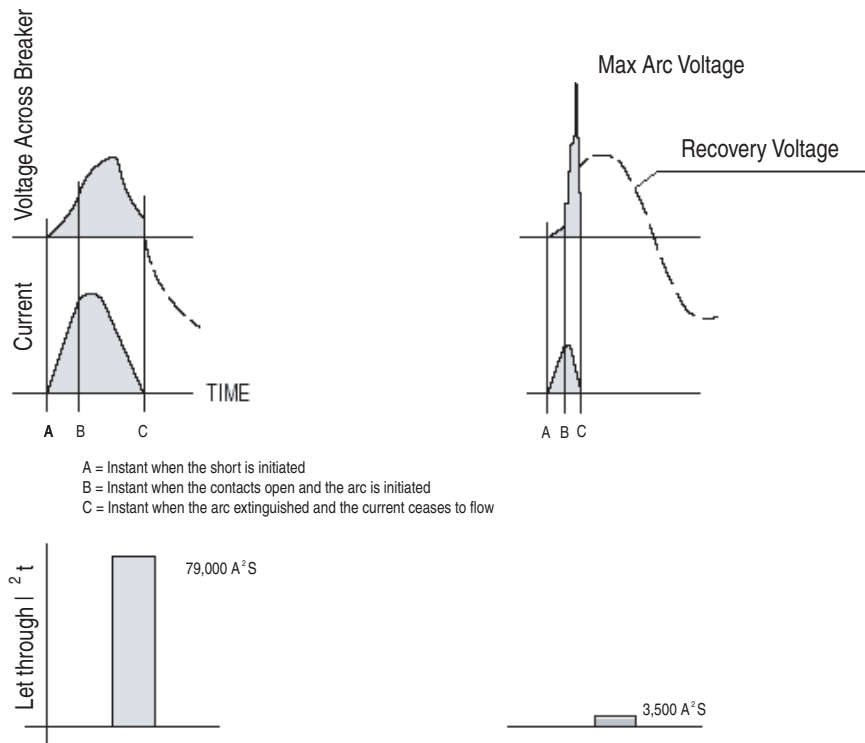 Voltage Across Breaker
Max Arc Voltage
Recovery Voltage
Current
TIME
A B C
A B C
A = Instant when the short is initiated
B = Instant when the contacts open and the arc is initiated
C = Instant when the arc extinguished and the current ceases to flow
Let through I ² t
79,000 A²S
3,500 A²S